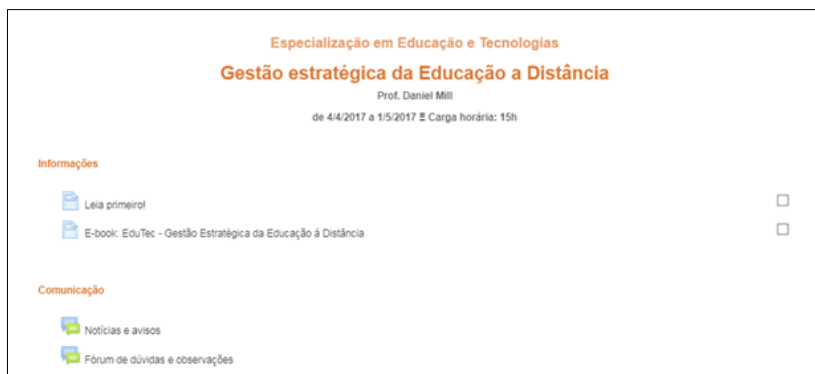 Especialização em Educação e Tecnologias
Gestão estratégica da Educação a Distância
Prof. Daniel Mill
de 4/4/2017 a 1/5/2017 Ξ Carga horária: 15h
Informações
Leia primeiro!
E-book: EduTec - Gestão Estratégica da Educação à Distância
Comunicação
Notícias e avisos
Fórum de dúvidas e observações